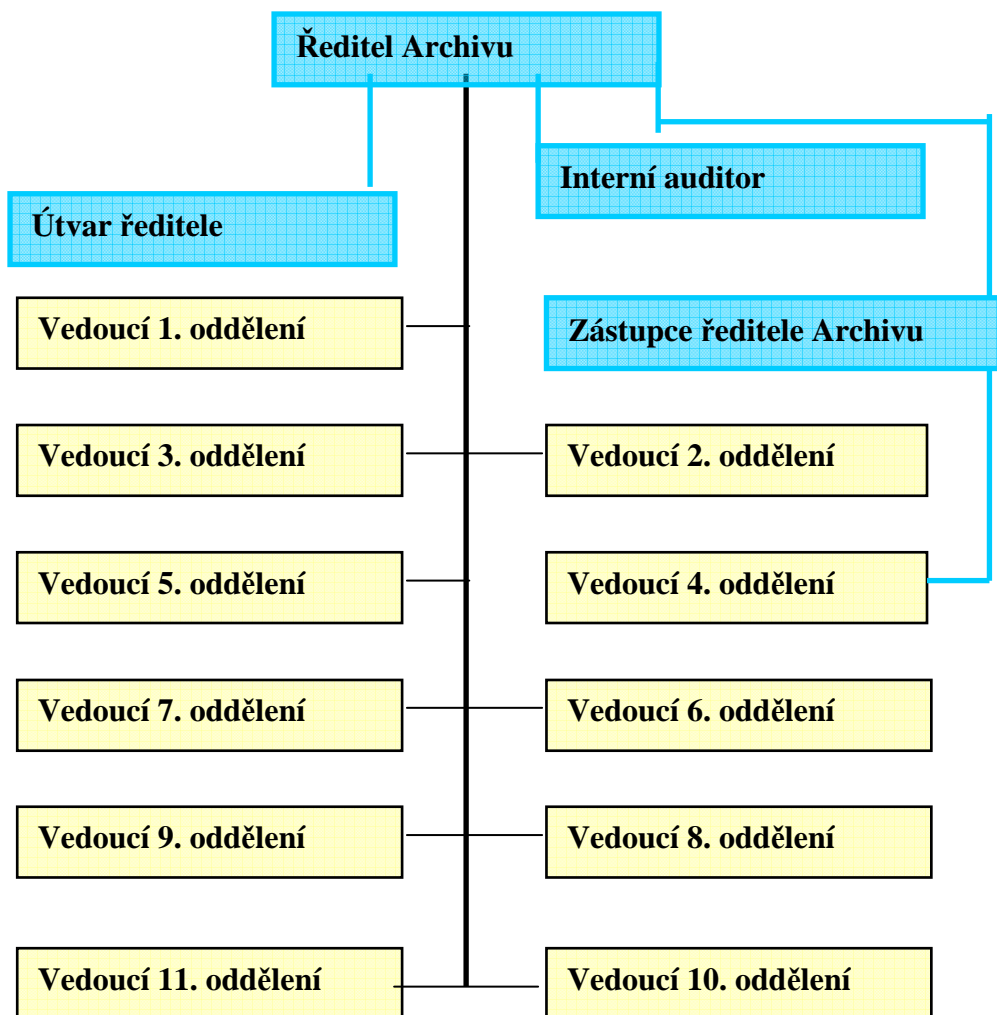 Ředitel Archivu
Interní auditor
Útvar ředitele
Vedoucí 1. oddělení
Zástupce ředitele Archivu
Vedoucí 3. oddělení
Vedoucí 2. oddělení
Vedoucí 5. oddělení
Vedoucí 4. oddělení
Vedoucí 7. oddělení
Vedoucí 6. oddělení
Vedoucí 9. oddělení
Vedoucí 8. oddělení
Vedoucí 11. oddělení
Vedoucí 10. oddělení